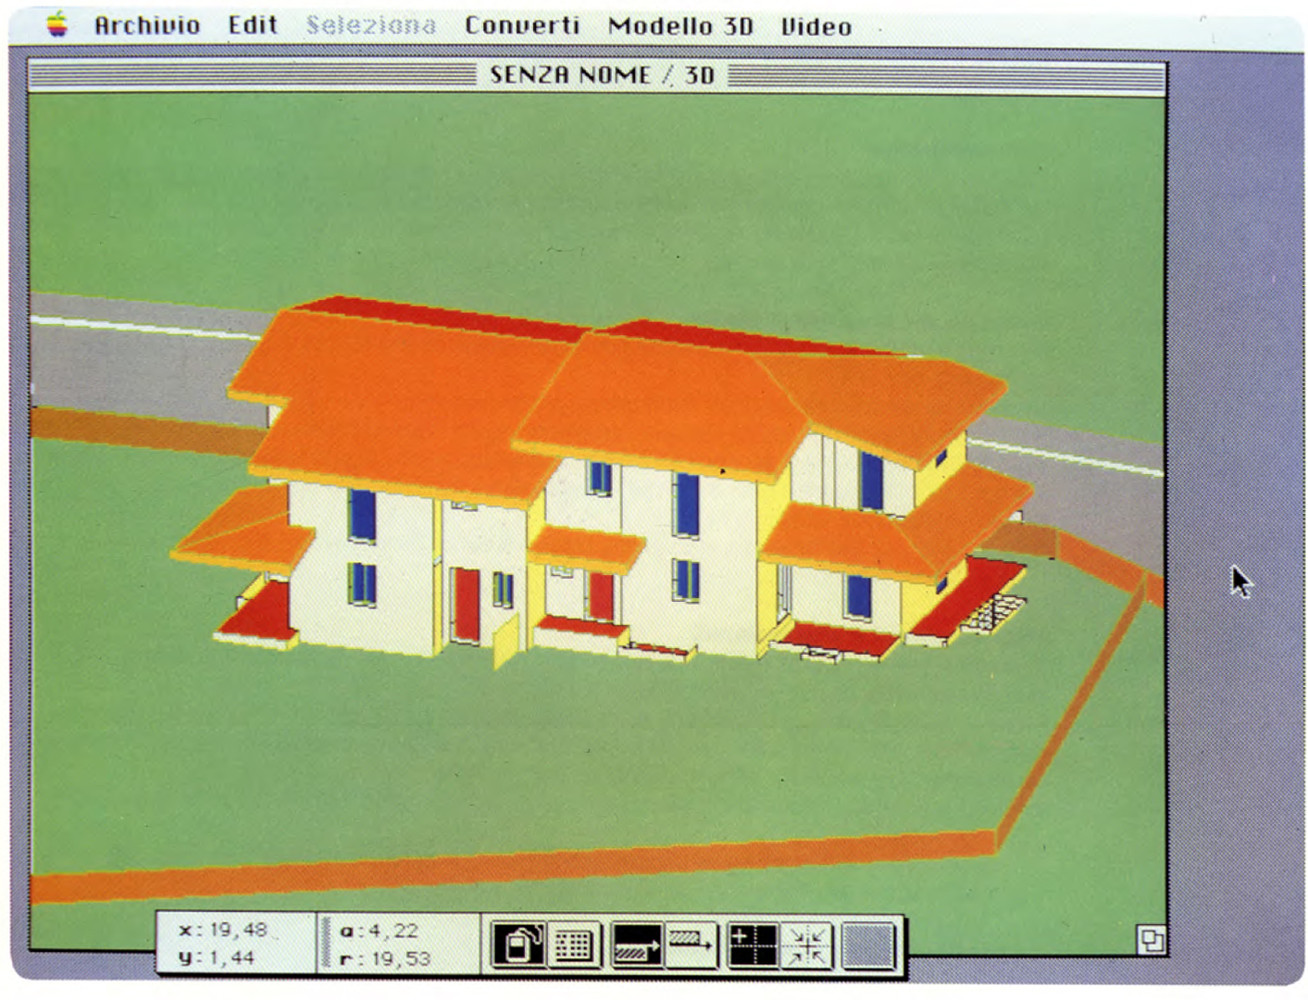 Archivio Edit Seleziona Converti Modello 3D Video
SENZA NOME / 3D
x: 19,48 a: 4,22
y: 1,44 r: 19,53